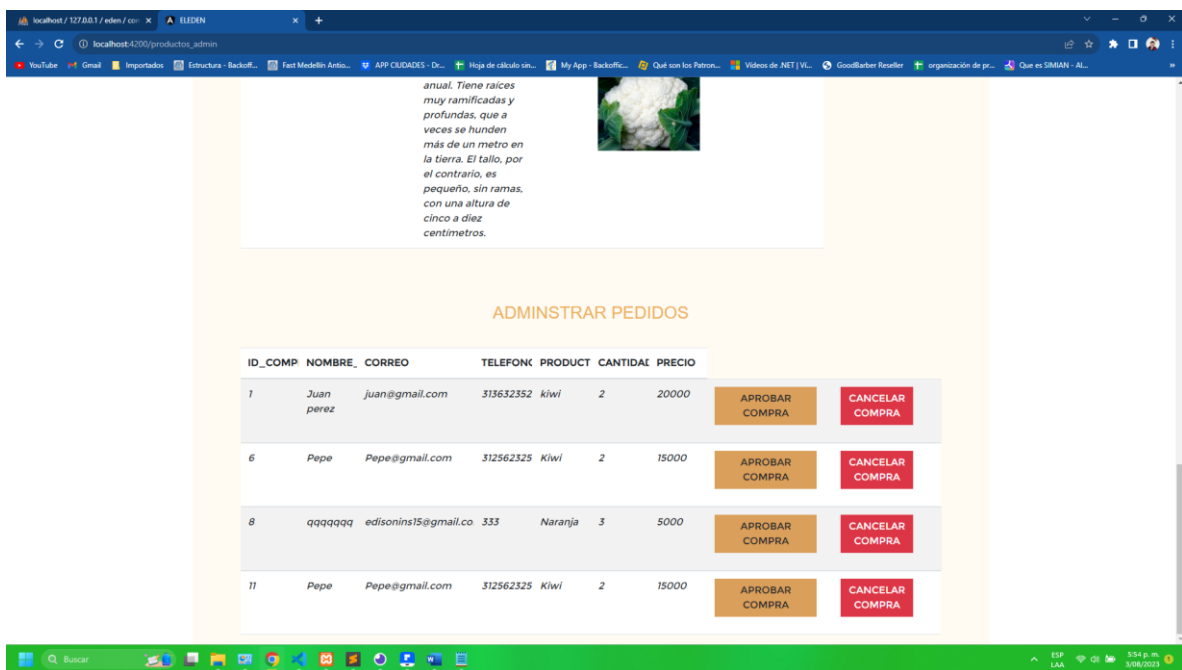 localhost / 127.0.0.1 / eden / con
ELEDEN
localhost:4200/productos_admin
YouTube
Gmail
Importados
Estructura - Backoff...
Fast Medellín Antio...
APP CIUDADES - Dr...
Hoja de cálculo sin...
My App - Backoffic...
Qué son los Patron...
Vídeos de .NET | Ví...
GoodBarber Reseller
organización de pr...
Que es SIMIAN - Al...
»
anual. Tiene raíces
muy ramificadas y
profundas, que a
veces se hunden
más de un metro en
la tierra. El tallo, por
el contrario, es
pequeño, sin ramas,
con una altura de
cinco a diez
centímetros.
ADMINSTRAR PEDIDOS
ID_COMP NOMBRE_ CORREO TELEFON PRODUCT CANTIDAD PRECIO
1 Juan perez juan@gmail.com 313632352 kiwi 2 20000 APROBAR COMPRA CANCELAR COMPRA
6 Pepe Pepe@gmail.com 312562325 Kiwi 2 15000 APROBAR COMPRA CANCELAR COMPRA
8 qqqqqqq edisonins15@gmail.co 333 Naranja 3 5000 APROBAR COMPRA CANCELAR COMPRA
11 Pepe Pepe@gmail.com 312562325 Kiwi 2 15000 APROBAR COMPRA CANCELAR COMPRA
Buscar
ESP
LAA
5:54 p. m.
3/08/2023